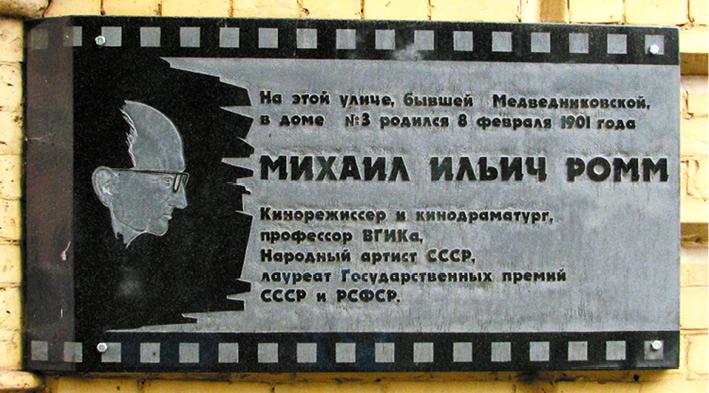 На этой улице, бывшей Медведниковской,
в доме №3 родился 8 февраля 1901 года
МИХАИЛ ИЛЬИЧ РОММ
Кинорежиссер и кинодраматург,
профессор ВГИКа,
Народный артист СССР,
лауреат Государственных премий
СССР и РСФСР.